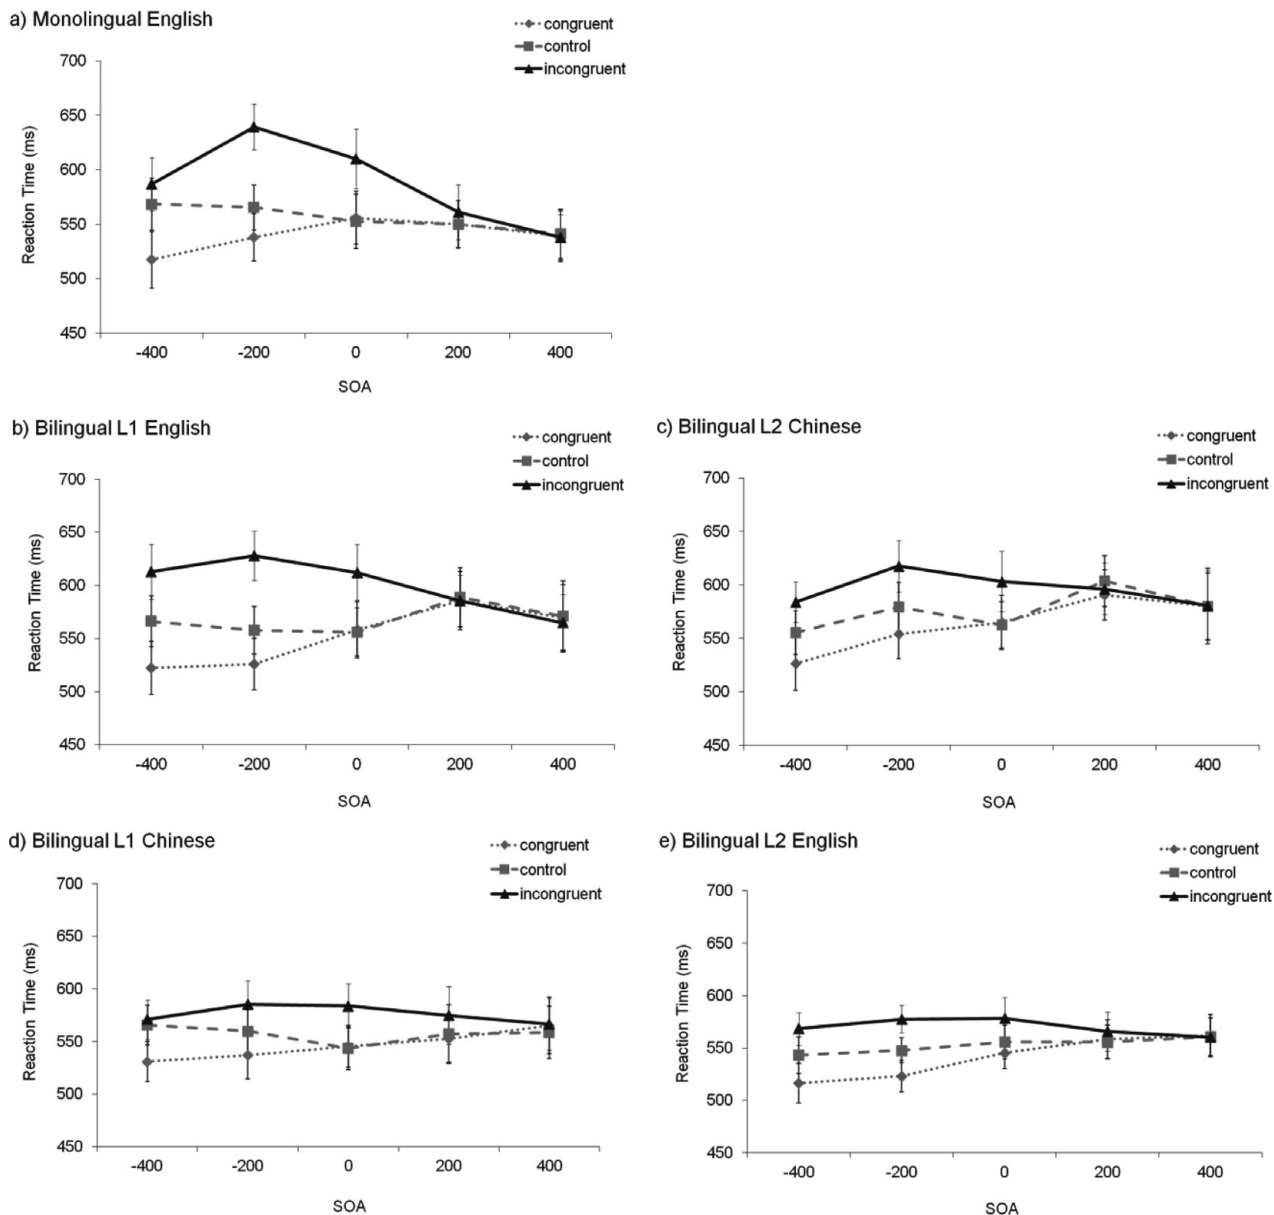 a) Monolingual English
congruent
control
incongruent
700
650
600
550
500
450
Reaction Time (ms)
-400 -200 0 200 400
SOA
b) Bilingual L1 English
congruent
control
incongruent
700
650
600
550
500
450
Reaction Time (ms)
-400 -200 0 200 400
SOA
c) Bilingual L2 Chinese
congruent
control
incongruent
700
650
600
550
500
450
Reaction Time (ms)
-400 -200 0 200 400
SOA
d) Bilingual L1 Chinese
congruent
control
incongruent
700
650
600
550
500
450
Reaction Time (ms)
-400 -200 0 200 400
SOA
e) Bilingual L2 English
congruent
control
incongruent
700
650
600
550
500
450
Reaction Time (ms)
-400 -200 0 200 400
SOA